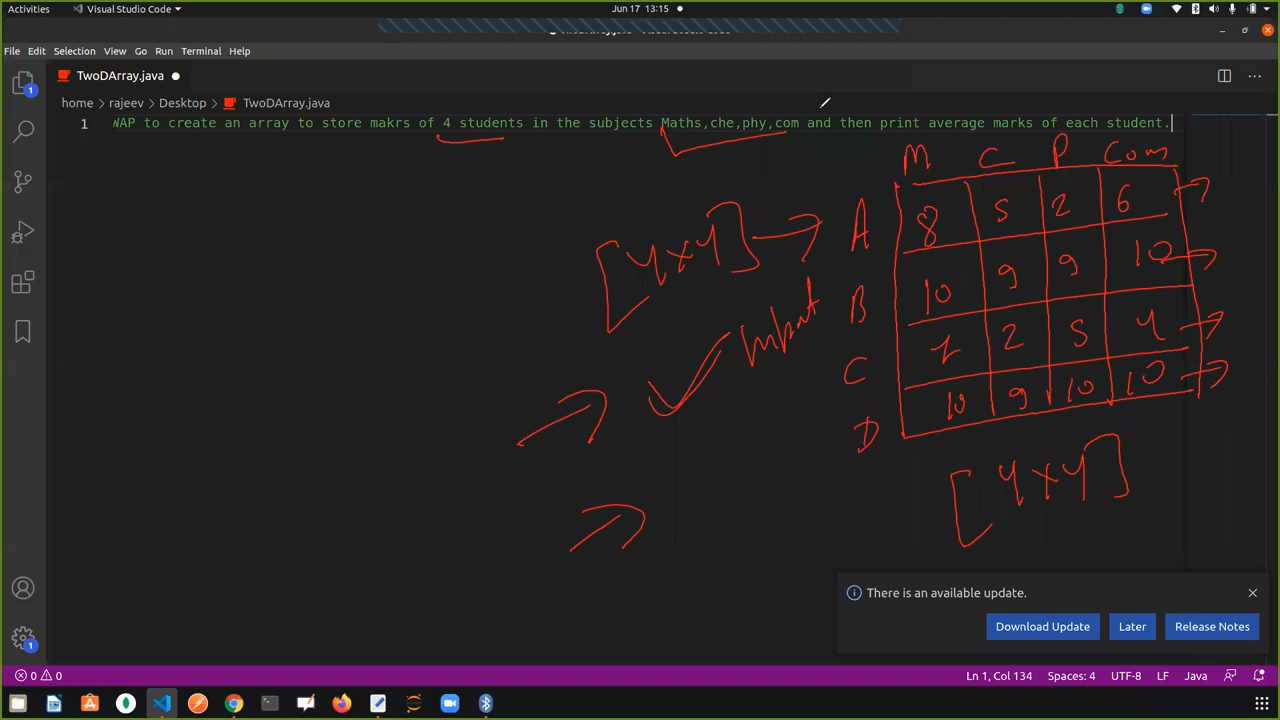 Activities
Visual Studio Code
Jun 17 13:15
File Edit Selection View Go Run Terminal Help
TwoDArray.java
home > rajeev > Desktop > TwoDArray.java
1 WAP to create an array to store makrs of 4 students in the subjects Maths,che,phy,com and then print average marks of each student.
M C P Com
A 8 5 2 6
[4x4]
B 10 9 9 10
Input
C 2 5 4
D 10 9 10 10
[4x4]
1
There is an available update.
Download Update Later Release Notes
1
0 0
Ln 1, Col 134 Spaces: 4 UTF-8 LF Java